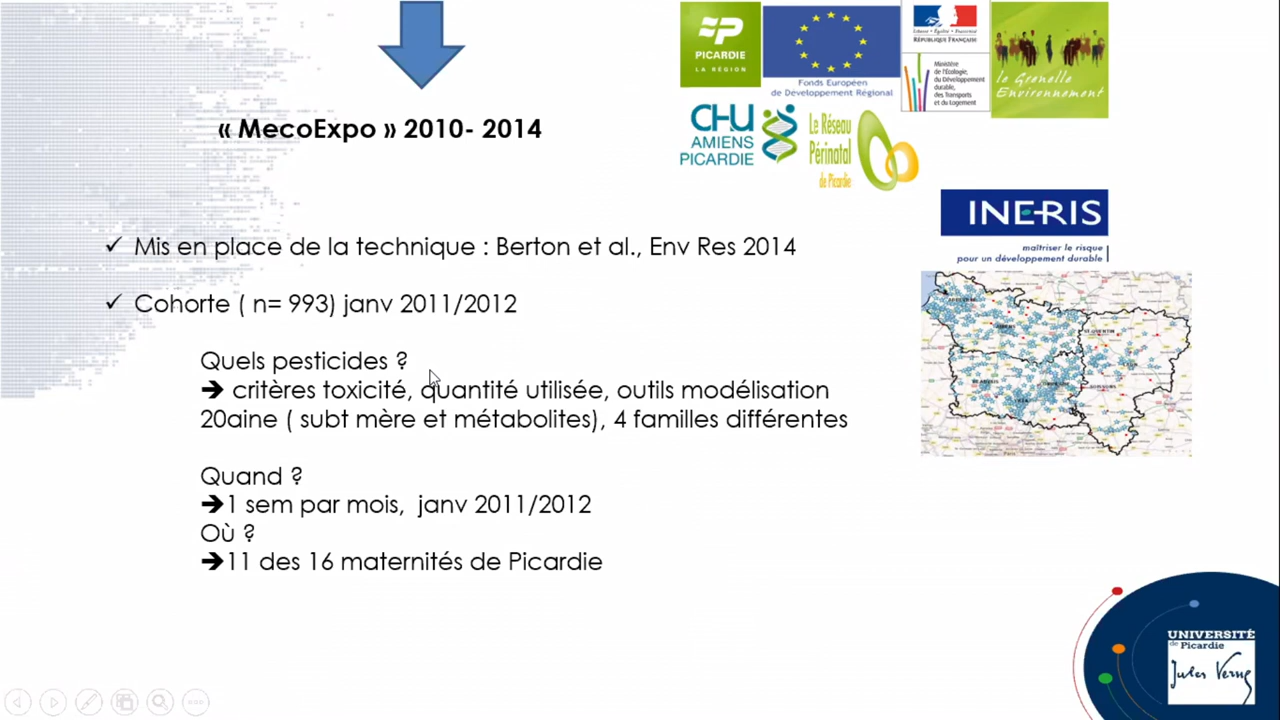 « MecoExpo » 2010- 2014
PICARDIE
LA RÉGION
Fonds Européen
de Développement Régional
Liberté • Égalité • Fraternité
RÉPUBLIQUE FRANÇAISE
Ministère
de l'Écologie,
du Développement
durable,
des Transports
et du Logement
le Grenelle
Environnement
CHU
AMIENS
PICARDIE
Le Réseau
Périnatal
de Picardie
INERIS
maîtriser le risque
pour un développement durable
✓ Mis en place de la technique : Berton et al., Env Res 2014
✓ Cohorte ( n= 993) janv 2011/2012
Quels pesticides ?
➔ critères toxicité, quantité utilisée, outils modélisation
20aine ( subt mère et métabolites), 4 familles différentes
Quand ?
➔1 sem par mois, janv 2011/2012
Où ?
➔11 des 16 maternités de Picardie
UNIVERSITÉ
de Picardie
Jules Verne